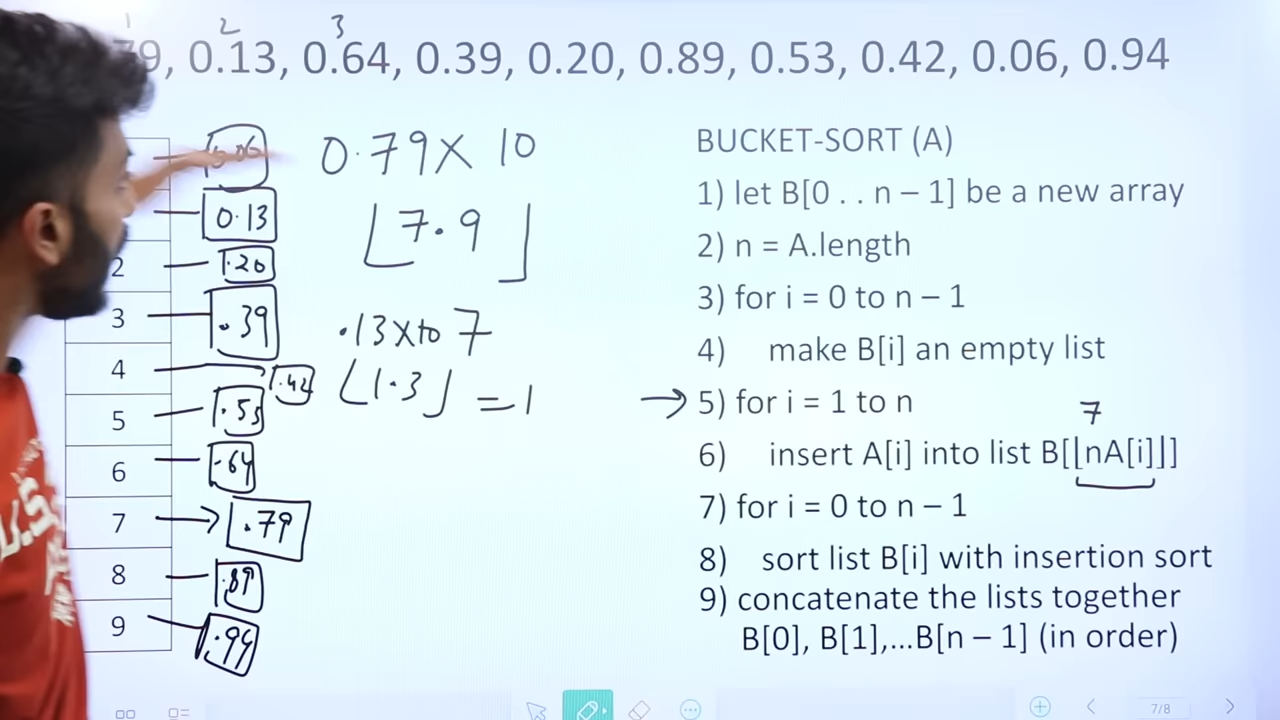 1 2 3
9, 0.13, 0.64, 0.39, 0.20, 0.89, 0.53, 0.42, 0.06, 0.94
0.13
2 .20
3 .39
4 .42
5 .53
6 .64
7 .79
8 .89
9 .94
0.79 X 10
⌊7.9⌋
7
.13 X 10
⌊1.3⌋ = 1
BUCKET-SORT (A)
1) let B[0 . . n – 1] be a new array
2) n = A.length
3) for i = 0 to n – 1
4) make B[i] an empty list
→ 5) for i = 1 to n
7
6) insert A[i] into list B[⌊nA[i]⌋]
7) for i = 0 to n – 1
8) sort list B[i] with insertion sort
9) concatenate the lists together
B[0], B[1],...B[n – 1] (in order)
7/8